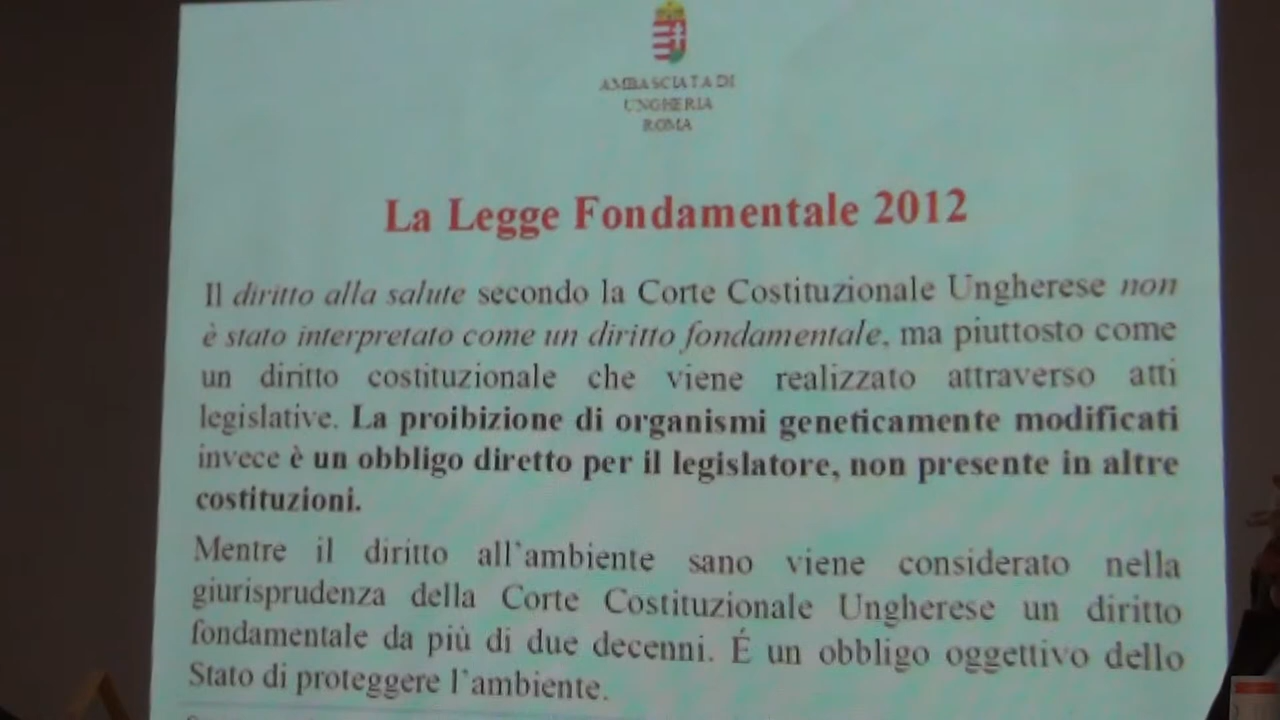 AMBASCIATA DI
UNGHERIA
ROMA
La Legge Fondamentale 2012
Il diritto alla salute secondo la Corte Costituzionale Ungherese non
è stato interpretato come un diritto fondamentale, ma piuttosto come
un diritto costituzionale che viene realizzato attraverso atti
legislative. La proibizione di organismi geneticamente modificati
invece è un obbligo diretto per il legislatore, non presente in altre
costituzioni.
Mentre il diritto all'ambiente sano viene considerato nella
giurisprudenza della Corte Costituzionale Ungherese un diritto
fondamentale da più di due decenni. É un obbligo oggettivo dello
Stato di proteggere l'ambiente.